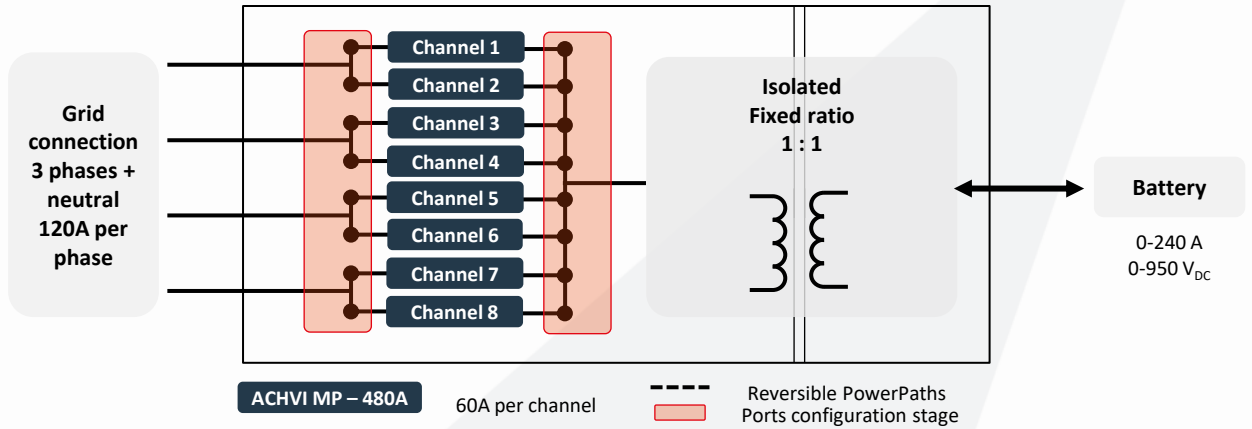 Grid
connection
3 phases +
neutral
120A per
phase
Channel 1
Channel 2
Channel 3
Channel 4
Channel 5
Channel 6
Channel 7
Channel 8
Isolated
Fixed ratio
1 : 1
Battery
0-240 A
0-950 VDC
ACHVI MP – 480A
60A per channel
Reversible PowerPaths
Ports configuration stage